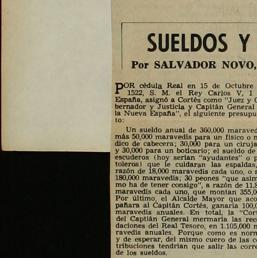 SUELDOS Y
Por SALVADOR NOVO,
POR cédula Real en 15 de Octubre
1522, S. M. el Rey Carlos V, I
España, asignó a Cortés como "Juez y G
bernador y Justicia y Capitán General
la Nueva España", el siguiente presupu
to:
Un sueldo anual de 360,000 maraved
más 50,000 maravedís para un físico o m
dico de cabecera; 30,000 para un ciruja
y 30,000 para un boticario; el sueldo de
escuderos (hoy serían "ayudantes" o p
toleros) que le cuidaran las espaldas,
razón de 18,000 maravedís cada uno, o s
180,000 maravedís; 30 peones "que asim
mo ha de tener consigo", a razón de 11,8
maravedís cada uno, que montan 355,0
Por último, el Alcalde Mayor que aco
pañara al Capitán Cortés, ganaría 100,0
maravedís anuales. En total, la "Cort
del Capitán General mermaría las rec
daciones del Real Tesoro, en 1.105,000 m
ravedís anuales. Porque como es norm
y de esperar, del mismo cuero de las co
tribuciones tendrían que salir las corre
de los sueldos.